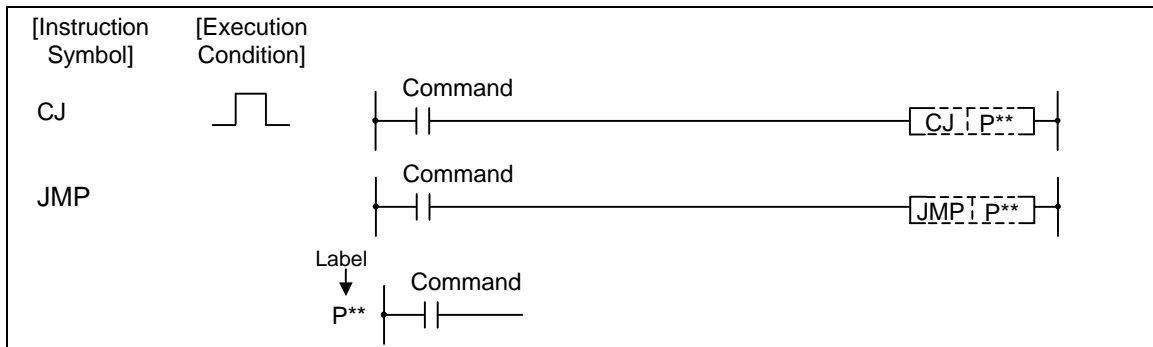 [Instruction Symbol]
[Execution Condition]
CJ
Command
CJ P**
JMP
Command
JMP P**
Label
P**
Command